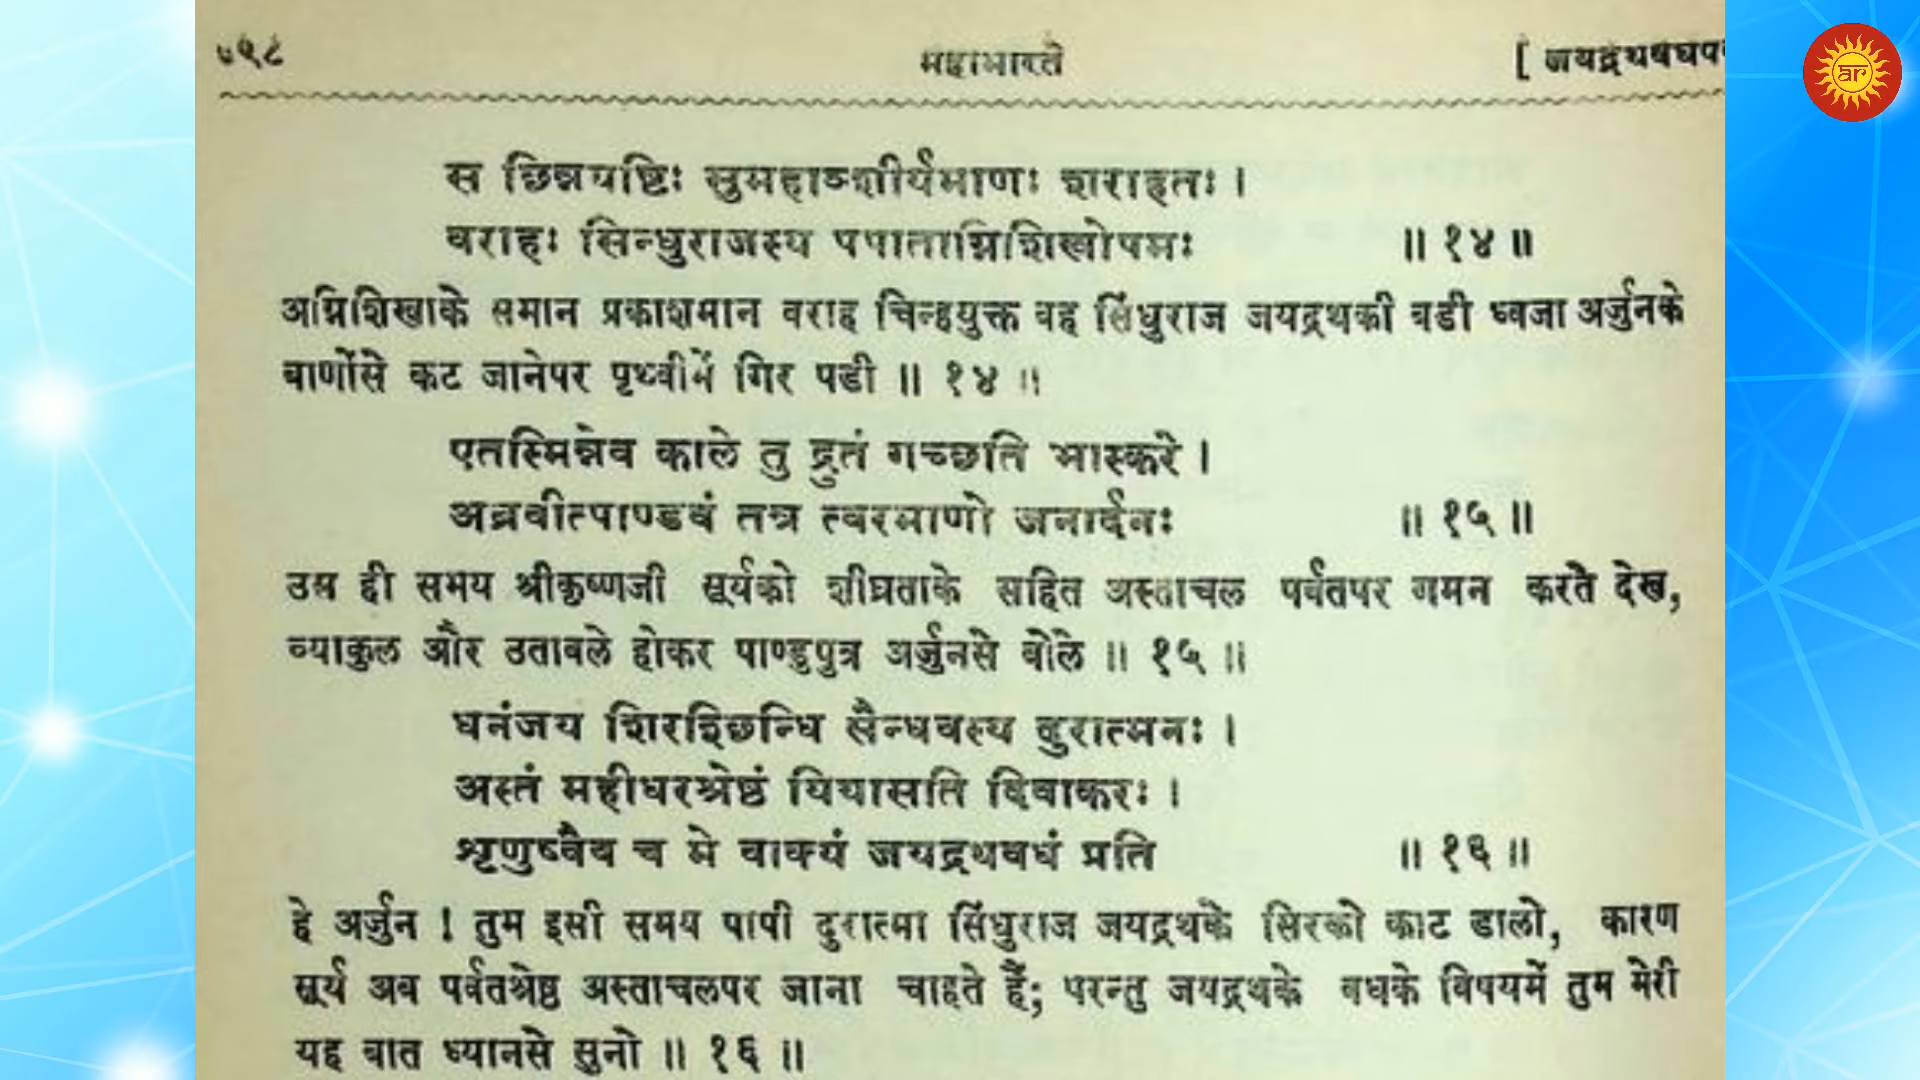 ७९८ महाभारते [ जयद्रथवधपर्
स छिन्नयष्टिः सुमहाञ्शीर्यमाणः शराहतः ।
वराहः सिन्धुराजस्य पपाताग्निशिखोपमः ॥ १४ ॥
अग्निशिखाके समान प्रकाशमान वराह चिन्हयुक्त वह सिंधुराज जयद्रथकी बडी ध्वजा अर्जुनके
बाणोंसे कट जानेपर पृथ्वीमें गिर पडी ॥ १४ ॥
एतस्मिन्नेव काले तु द्रुतं गच्छति भास्करे ।
अब्रवीत्पाण्डवं तत्र त्वरमाणो जनार्दनः ॥ १५ ॥
उस ही समय श्रीकृष्णजी सूर्यको शीघ्रताके सहित अस्ताचल पर्वतपर गमन करते देख,
व्याकुल और उतावले होकर पाण्डुपुत्र अर्जुनसे बोले ॥ १५ ॥
धनंजय शिरश्छिन्धि सैन्धवस्य दुरात्मनः ।
अस्तं महीधरश्रेष्ठं यियासति दिवाकरः ।
शृणुष्वैव च मे वाक्यं जयद्रथवधं प्रति ॥ १६ ॥
हे अर्जुन ! तुम इसी समय पापी दुरात्मा सिंधुराज जयद्रथके सिरको काट डालो, कारण
सूर्य अब पर्वतश्रेष्ठ अस्ताचलपर जाना चाहते हैं; परन्तु जयद्रथके वधके विषयमें तुम मेरी
यह बात ध्यानसे सुनो ॥ १६ ॥